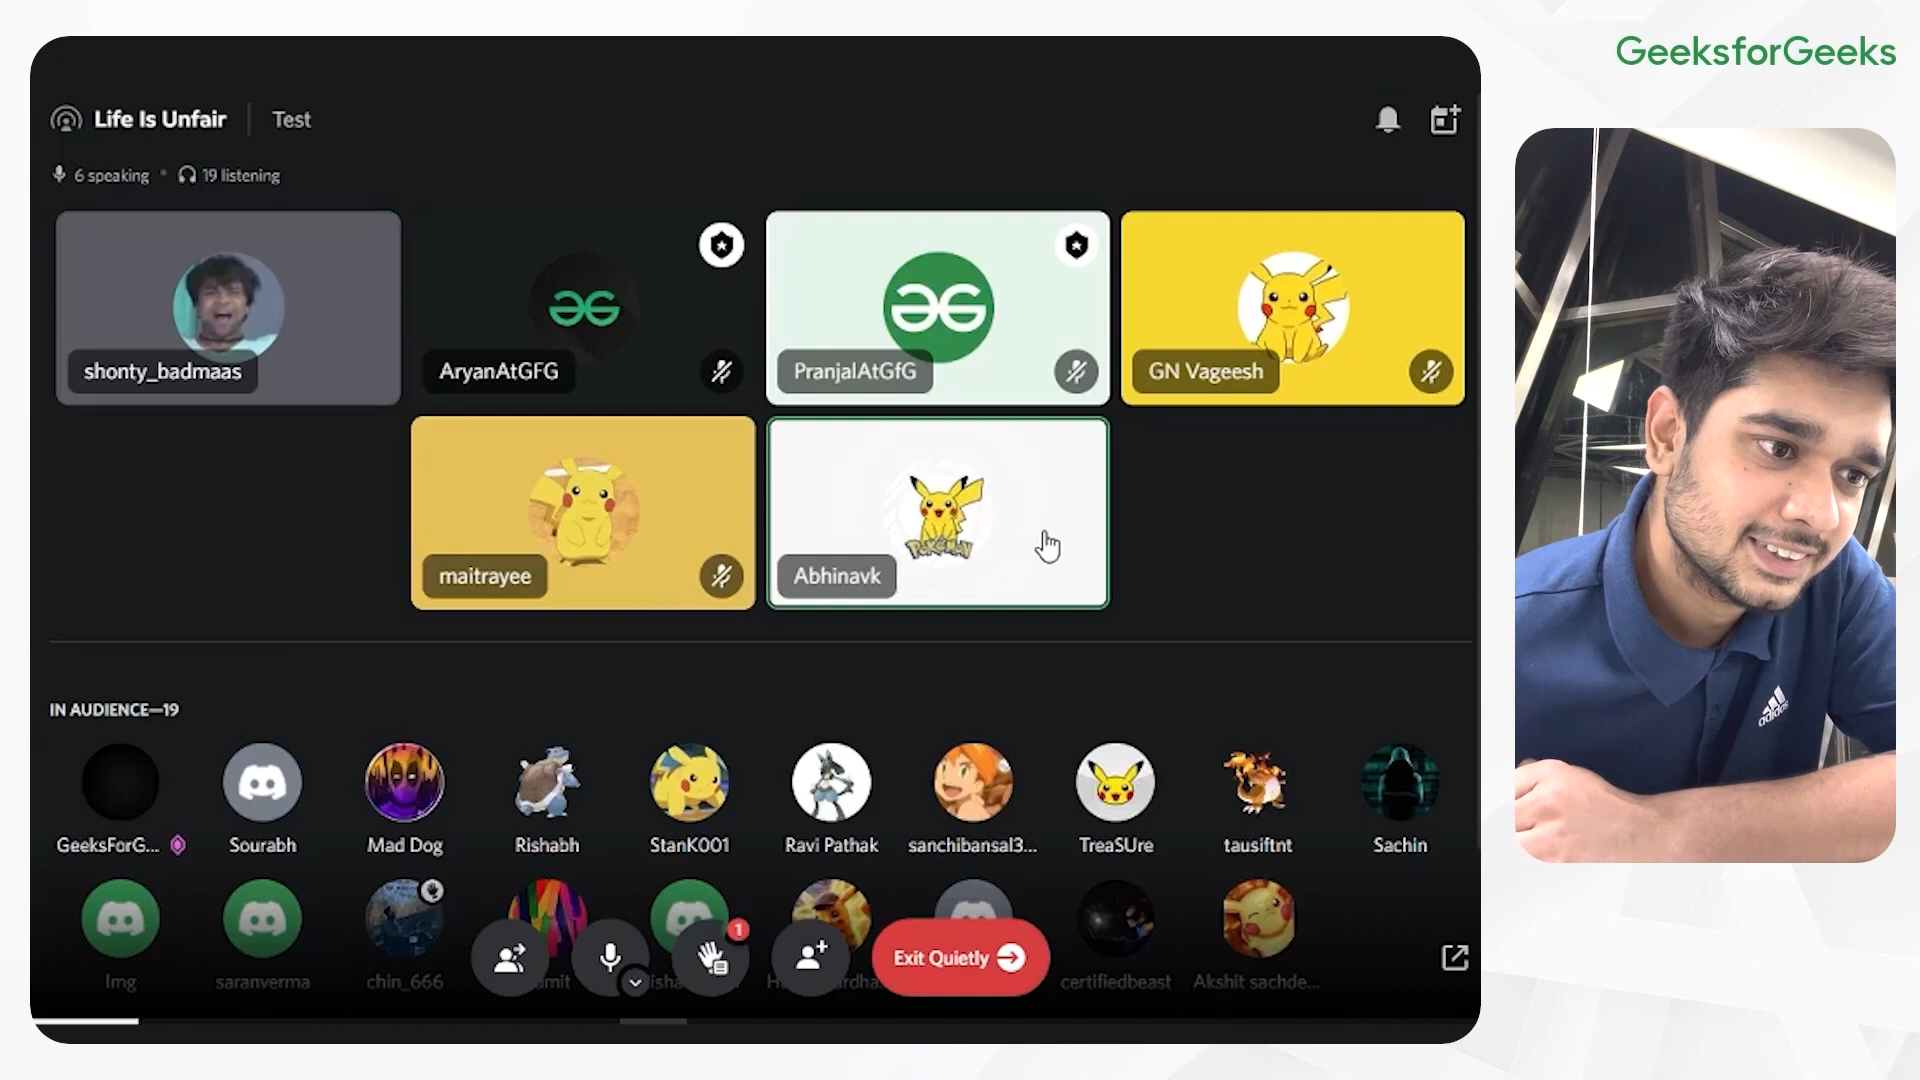 GeeksforGeeks
Life Is Unfair
Test
6 speaking • 19 listening
shonty_badmaas
AryanAtGFG
PranjalAtGfG
GN Vageesh
maitrayee
POKéMON
Abhinavk
adidas
IN AUDIENCE—19
GeeksForG...
Sourabh
Mad Dog
Rishabh
StanK001
Ravi Pathak
sanchibansal3...
TreaSUre
tausiftnt
Sachin
1
Exit Quietly
Img
saranverma
chin_666
certifiedbeast
Akshit sachde...